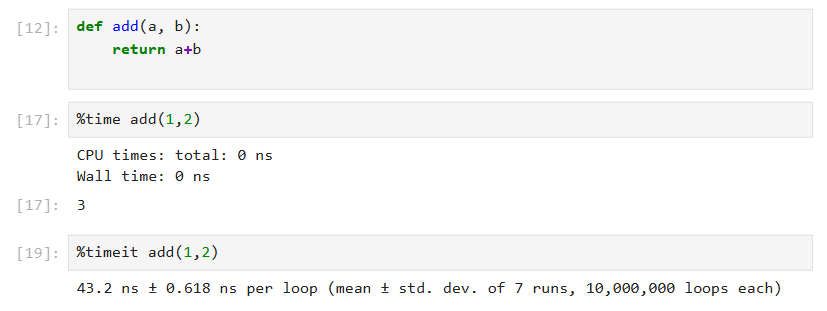 [12]: def add(a, b):
    return a+b
[17]: %time add(1,2)
CPU times: total: 0 ns
Wall time: 0 ns
[17]: 3
[19]: %timeit add(1,2)
43.2 ns ± 0.618 ns per loop (mean ± std. dev. of 7 runs, 10,000,000 loops each)